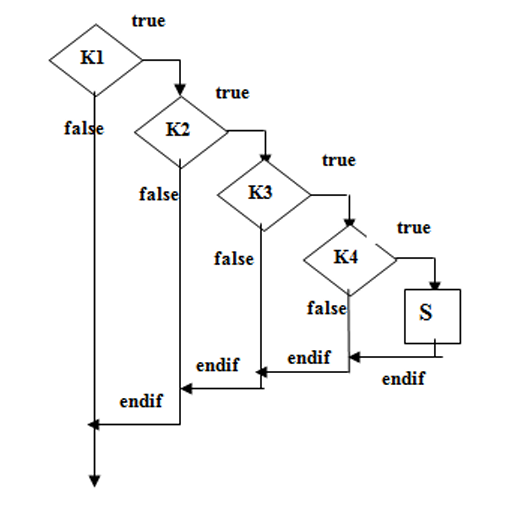 true
K1
true
false
K2
true
false
K3
true
false
K4
false
S
endif
endif
endif
endif